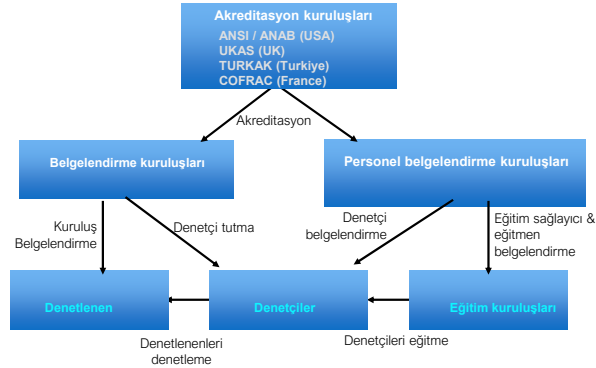 Akreditasyon kuruluşları
ANSI / ANAB (USA)
UKAS (UK)
TURKAK (Turkiye)
COFRAC (France)
Akreditasyon
Belgelendirme kuruluşları
Personel belgelendirme kuruluşları
Kuruluş
Belgelendirme
Denetçi tutma
Denetçi
belgelendirme
Eğitim sağlayıcı &
eğitmen
belgelendirme
Denetlenen
Denetçiler
Eğitim kuruluşları
Denetlenenleri
denetleme
Denetçileri eğitme